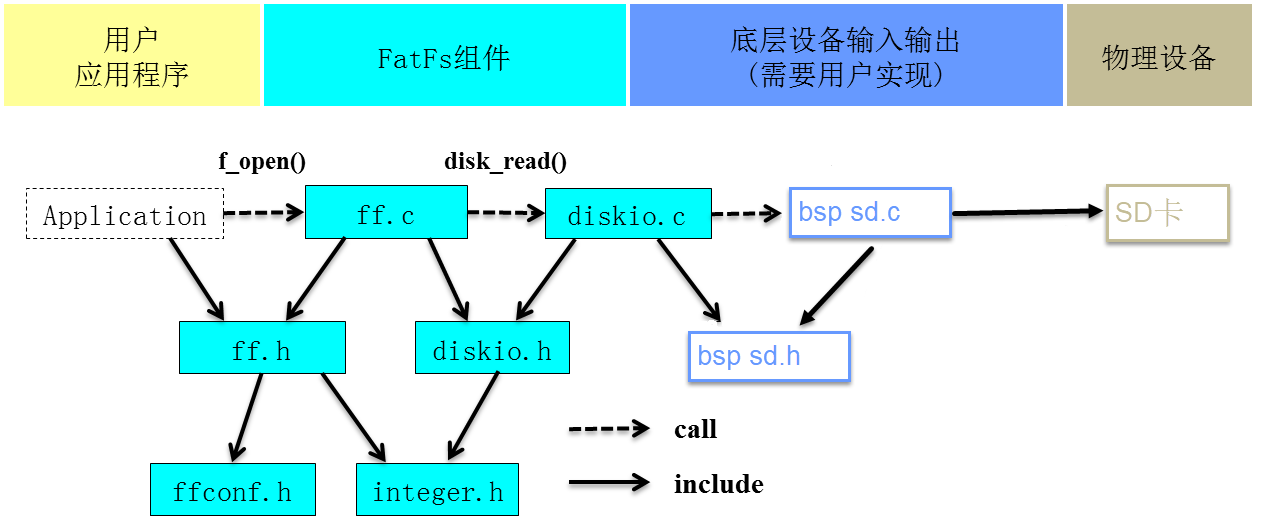 用户
应用程序
FatFs组件
底层设备输入输出
(需要用户实现)
物理设备
f_open()
disk_read()
Application
ff.c
diskio.c
bsp sd.c
SD卡
ff.h
diskio.h
bsp sd.h
call
ffconf.h
integer.h
include